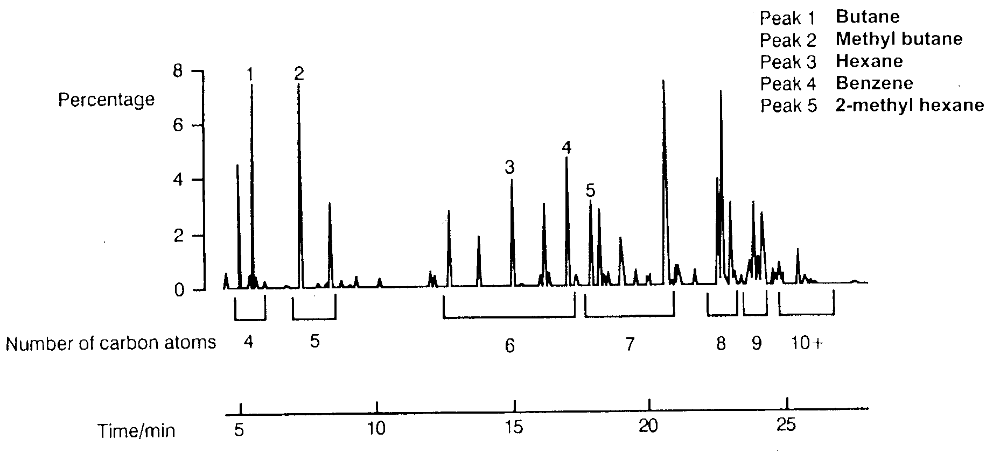 Peak 1 Butane
Peak 2 Methyl butane
Peak 3 Hexane
Peak 4 Benzene
Peak 5 2-methyl hexane
Percentage
8
6
4
2
0
1
2
3
4
5
Number of carbon atoms 4 5 6 7 8 9 10+
Time/min 5 10 15 20 25